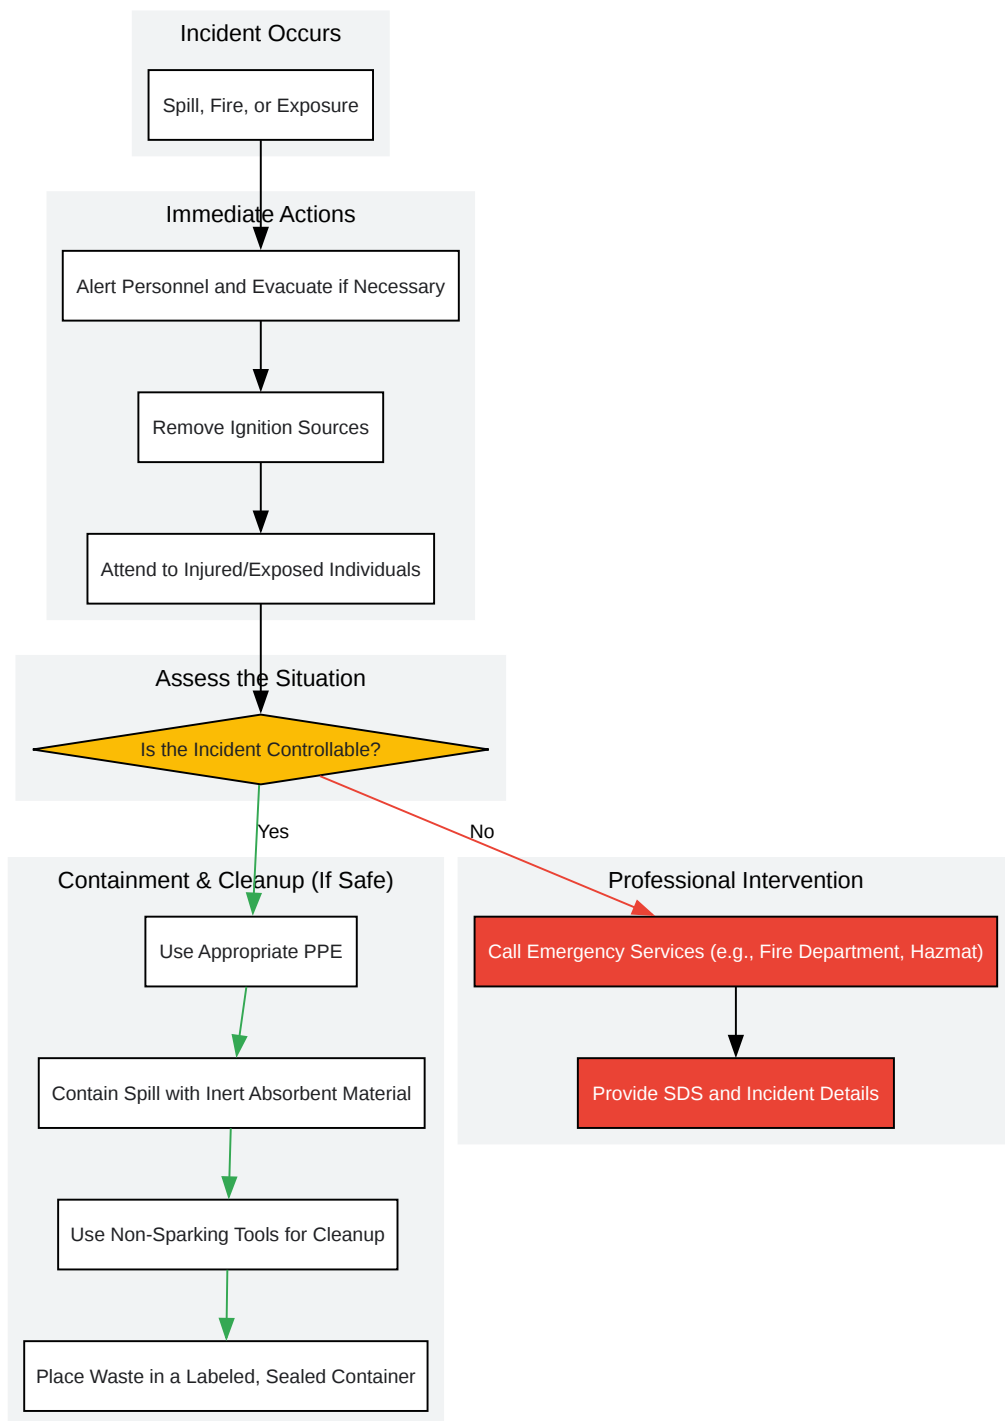 Incident Occurs
Spill, Fire, or Exposure
Immediate Actions
Alert Personnel and Evacuate if Necessary
Remove Ignition Sources
Attend to Injured/Exposed Individuals
Assess the Situation
Is the Incident Controllable?
Yes
No
Containment & Cleanup (If Safe)
Use Appropriate PPE
Contain Spill with Inert Absorbent Material
Use Non-Sparking Tools for Cleanup
Place Waste in a Labeled, Sealed Container
Professional Intervention
Call Emergency Services (e.g., Fire Department, Hazmat)
Provide SDS and Incident Details